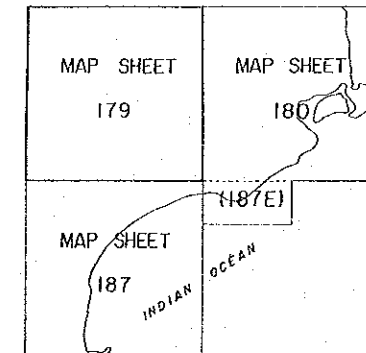 MAP SHEET
179
MAP SHEET
180
(187E)
MAP SHEET
187
INDIAN OCEAN